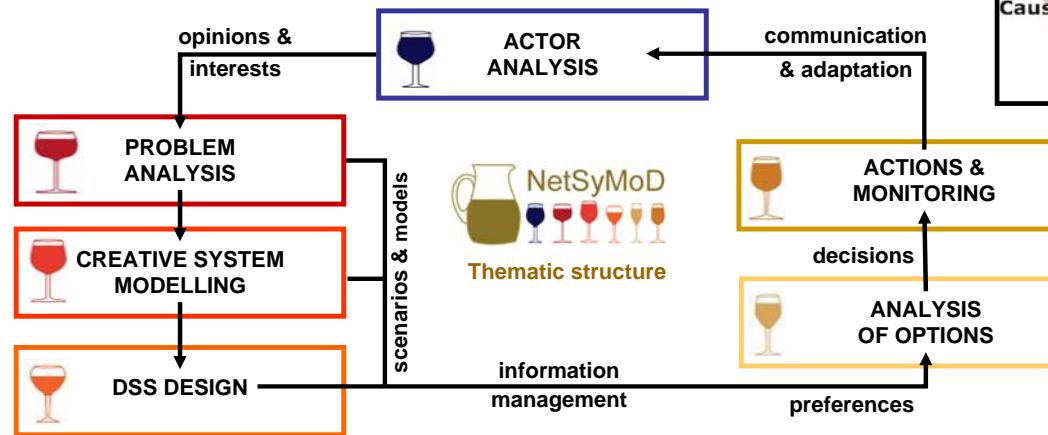 Caus
opinions &
interests
ACTOR
ANALYSIS
communication
& adaptation
PROBLEM
ANALYSIS
NetSyMoD
Thematic structure
ACTIONS &
MONITORING
CREATIVE SYSTEM
MODELLING
scenarios & models
decisions
ANALYSIS
OF OPTIONS
DSS DESIGN
information
management
preferences